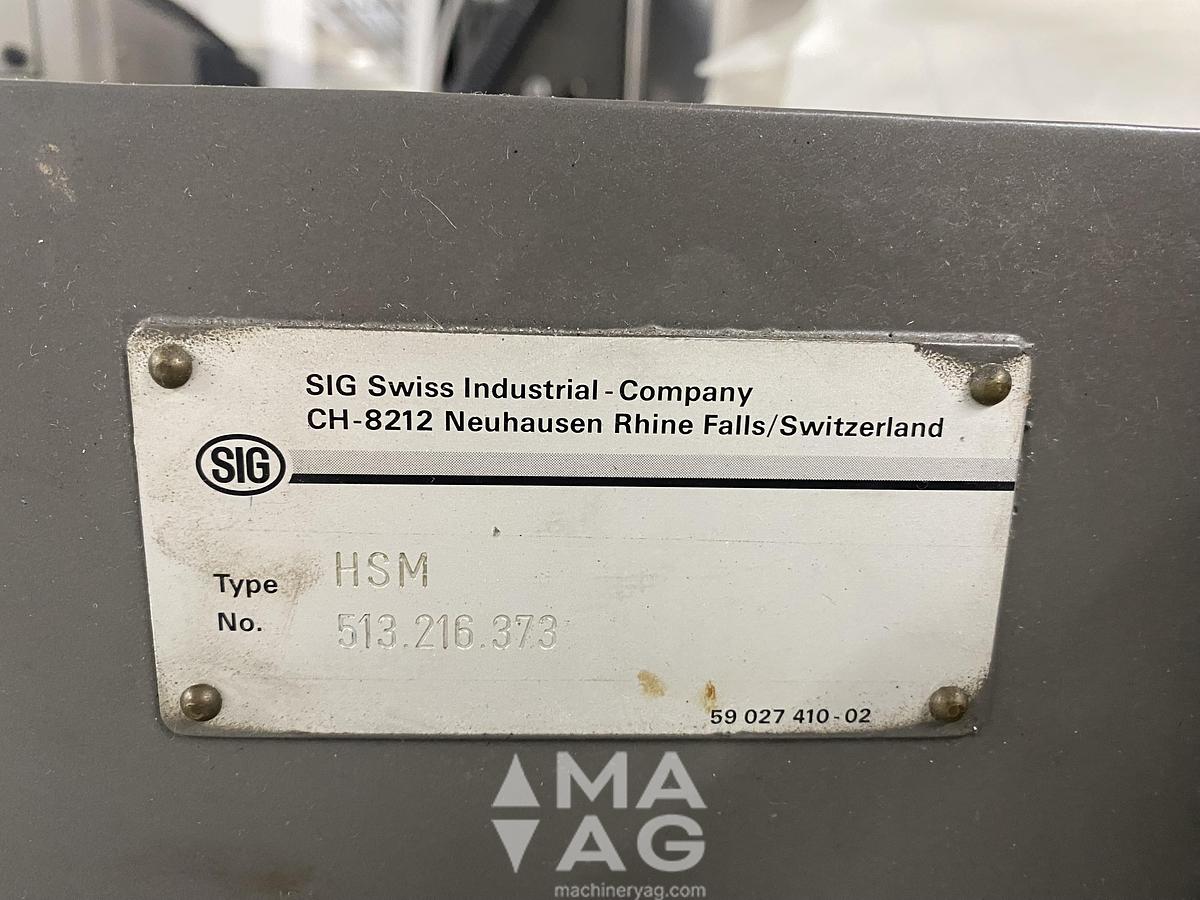 SIG Swiss Industrial-Company
CH-8212 Neuhausen Rhine Falls/Switzerland
SIG
Type HSM
No. 513.216.373
59 027 410-02
MA
AG
machineryag.com